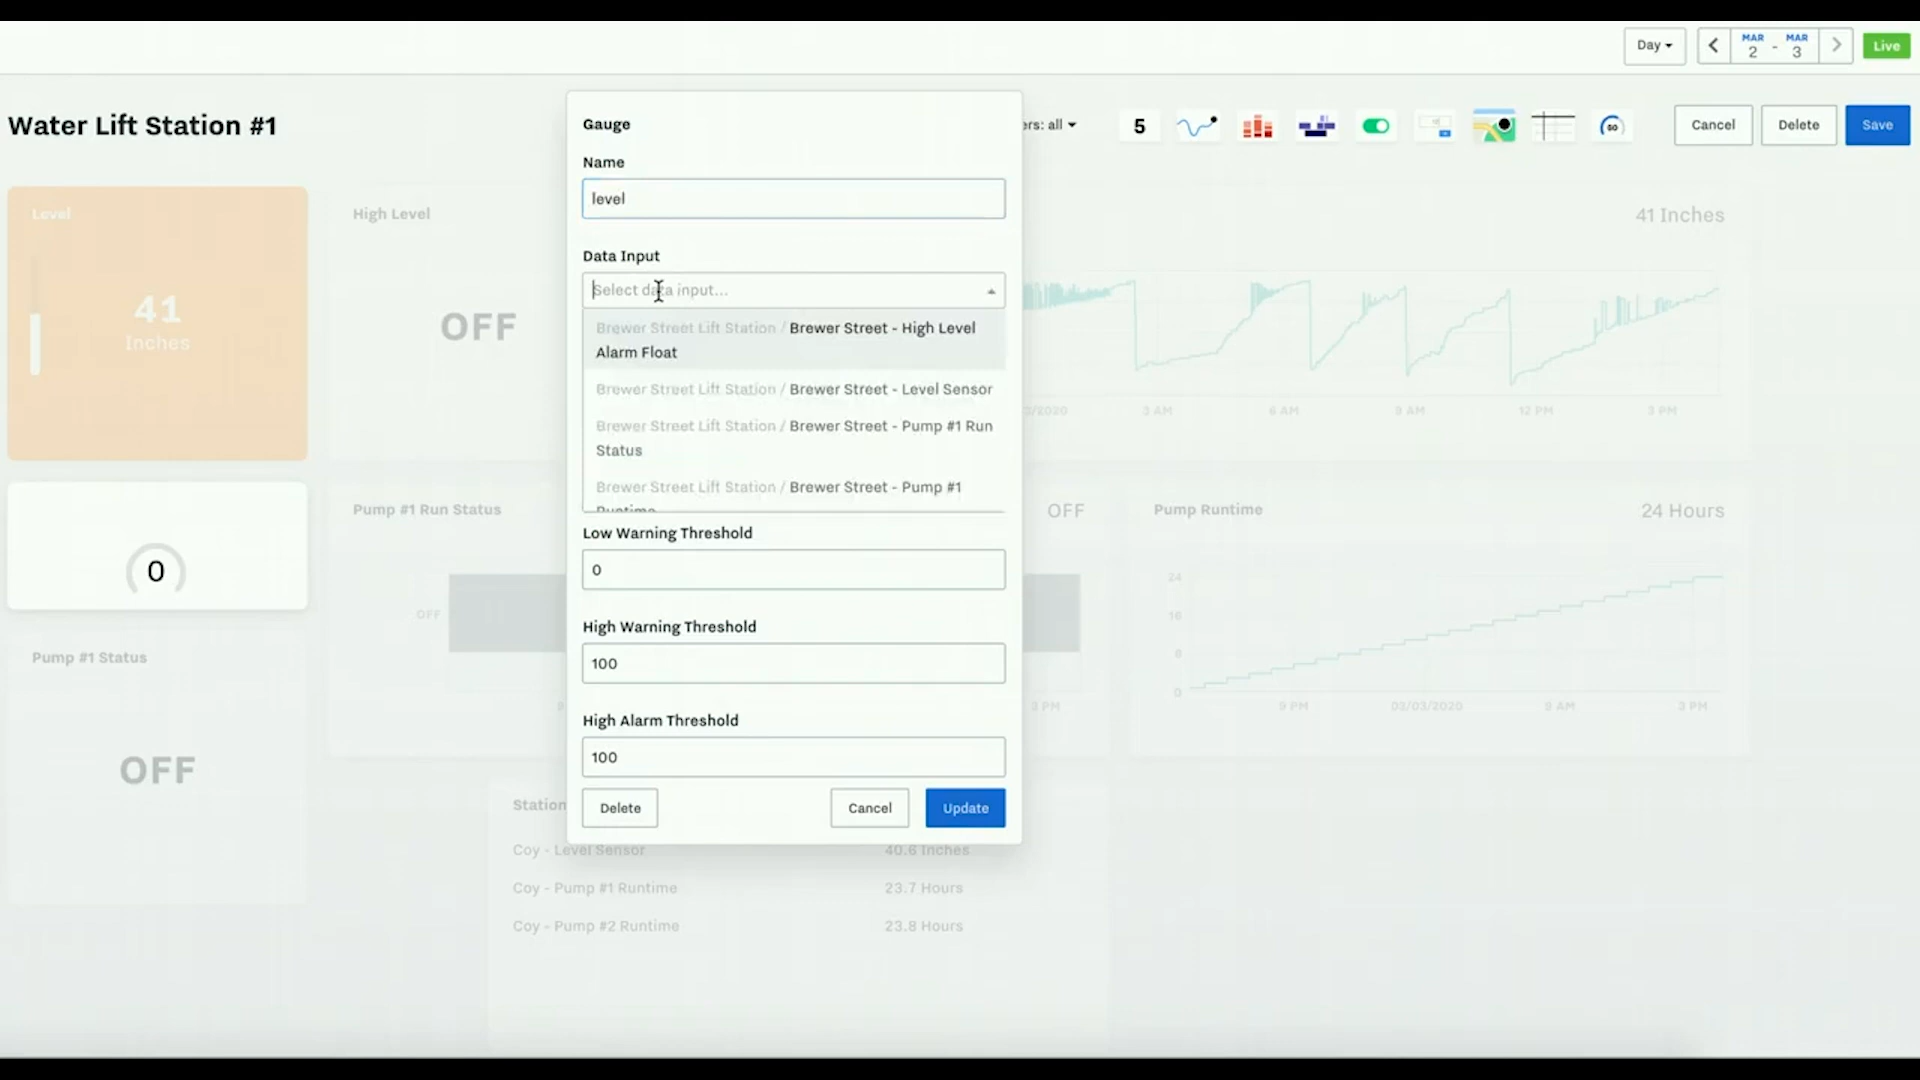 Day
MAR 2 - MAR 3
Live
Water Lift Station #1
ers: all
5
60
Cancel
Delete
Save
Gauge
Name
level
Data Input
Select data input...
Brewer Street Lift Station / Brewer Street - High Level
Alarm Float
Brewer Street Lift Station / Brewer Street - Level Sensor
Brewer Street Lift Station / Brewer Street - Pump #1 Run
Status
Brewer Street Lift Station / Brewer Street - Pump #1
Runtime
Low Warning Threshold
0
High Warning Threshold
100
High Alarm Threshold
100
Delete
Cancel
Update
Level
41
Inches
High Level
OFF
41 Inches
3/2020
3 AM
6 AM
9 AM
12 PM
3 PM
0
Pump #1 Run Status
OFF
OFF
3 PM
Pump Runtime
24 Hours
24
16
8
0
9 PM
03/03/2020
9 AM
3 PM
Pump #1 Status
OFF
Station
Coy - Level Sensor
40.6 Inches
Coy - Pump #1 Runtime
23.7 Hours
Coy - Pump #2 Runtime
23.8 Hours